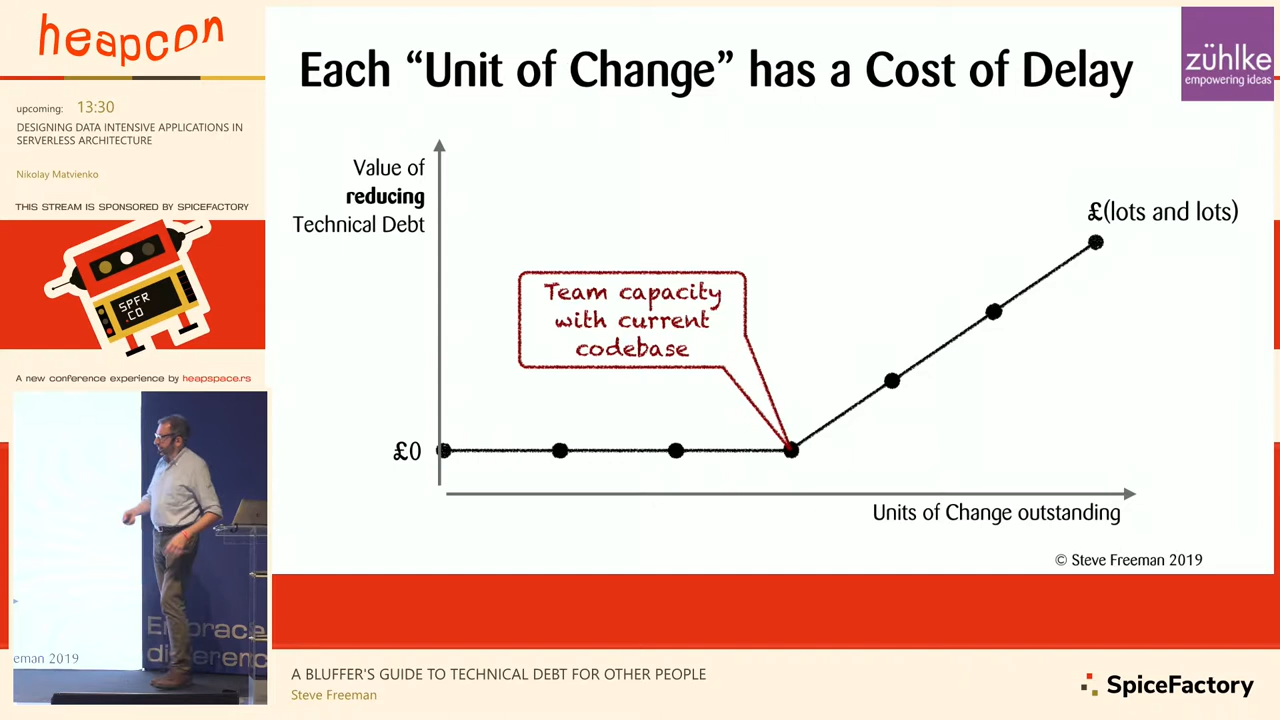 heapcon
upcoming: 13:30
DESIGNING DATA INTENSIVE APPLICATIONS IN
SERVERLESS ARCHITECTURE
Nikolay Matvienko
THIS STREAM IS SPONSORED BY SPICEFACTORY
SPFR
.CO
A new conference experience by heapspace.rs
Each “Unit of Change” has a Cost of Delay
zühlke
empowering ideas
Value of
reducing
Technical Debt
£(lots and lots)
Team capacity
with current
codebase
£0
Units of Change outstanding
© Steve Freeman 2019
Embrace
differenc
eman 2019
A BLUFFER'S GUIDE TO TECHNICAL DEBT FOR OTHER PEOPLE
Steve Freeman
SpiceFactory